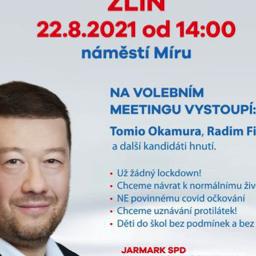 ZLÍN
22.8.2021 od 14:00
náměstí Míru
NA VOLEBNÍM
MEETINGU VYSTOUPÍ:
Tomio Okamura, Radim
a další kandidáti hnutí.
• Už žádný lockdown!
• Chceme návrat k normálnímu
• NE povinnému covid očkování
• Chceme uznávání protilátek!
• Děti do škol bez podmínek a bez
JARMARK SPD